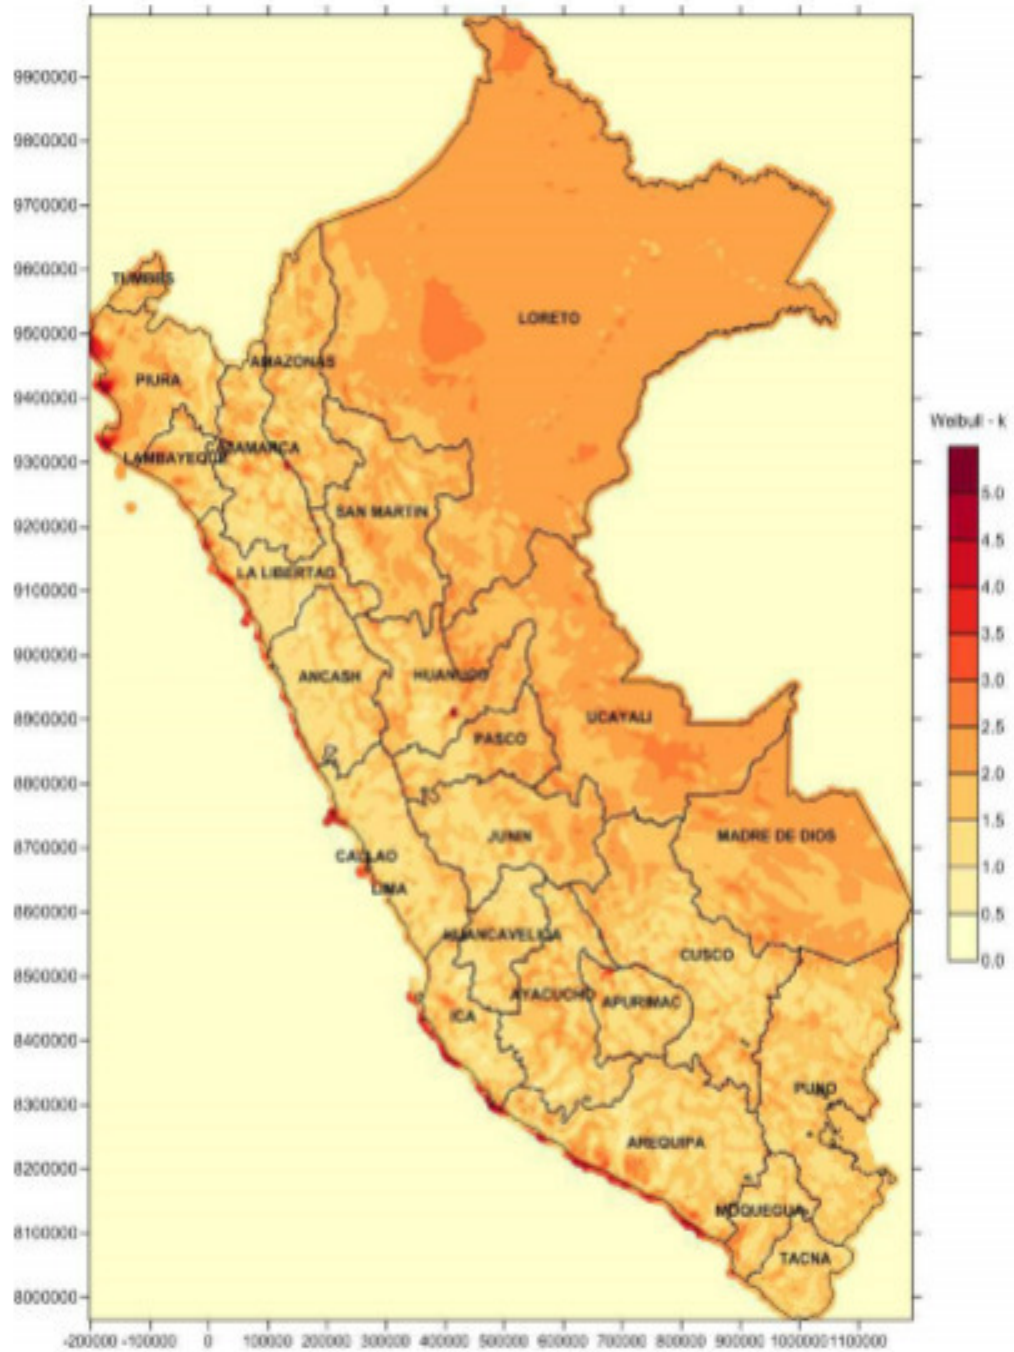 9900000
9800000
9700000
9600000
9500000
9400000
9300000
9200000
9100000
9000000
8900000
8800000
8700000
8600000
8500000
8400000
8300000
8200000
8100000
8000000
-200000 -100000 0 100000 200000 300000 400000 500000 600000 700000 800000 900000 1000000 1100000
TUMBES
LORETO
AMAZONAS
PIURA
CAJAMARCA
LAMBAYEQUE
SAN MARTIN
LA LIBERTAD
ANCASH
HUANUCO
UCAYALI
PASCO
JUNIN
MADRE DE DIOS
CALLAO
LIMA
HUANCAVELICA
CUSCO
AYACUCHO
APURIMAC
ICA
PUNO
AREQUIPA
MOQUEGUA
TACNA
Weibull - k
5.0
4.5
4.0
3.5
3.0
2.5
2.0
1.5
1.0
0.5
0.0